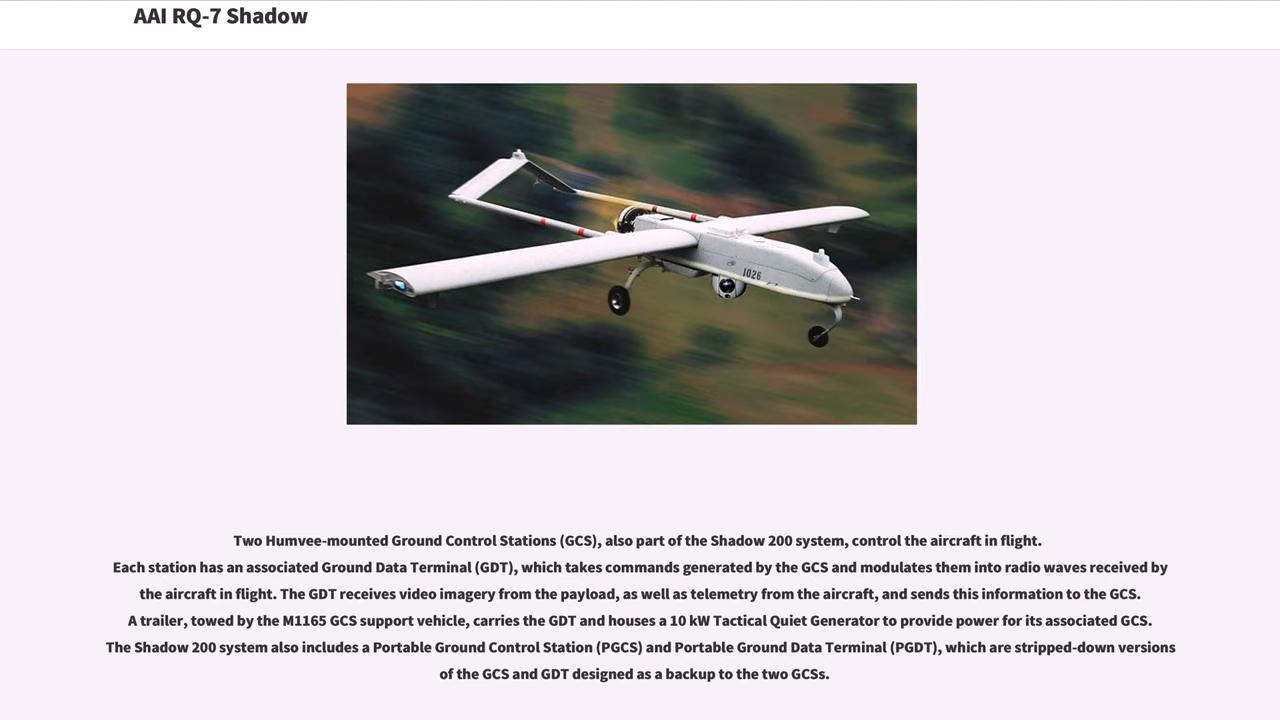 AAI RQ-7 Shadow
1026
Two Humvee-mounted Ground Control Stations (GCS), also part of the Shadow 200 system, control the aircraft in flight.
Each station has an associated Ground Data Terminal (GDT), which takes commands generated by the GCS and modulates them into radio waves received by
the aircraft in flight. The GDT receives video imagery from the payload, as well as telemetry from the aircraft, and sends this information to the GCS.
A trailer, towed by the M1165 GCS support vehicle, carries the GDT and houses a 10 kW Tactical Quiet Generator to provide power for its associated GCS.
The Shadow 200 system also includes a Portable Ground Control Station (PGCS) and Portable Ground Data Terminal (PGDT), which are stripped-down versions
of the GCS and GDT designed as a backup to the two GCSs.